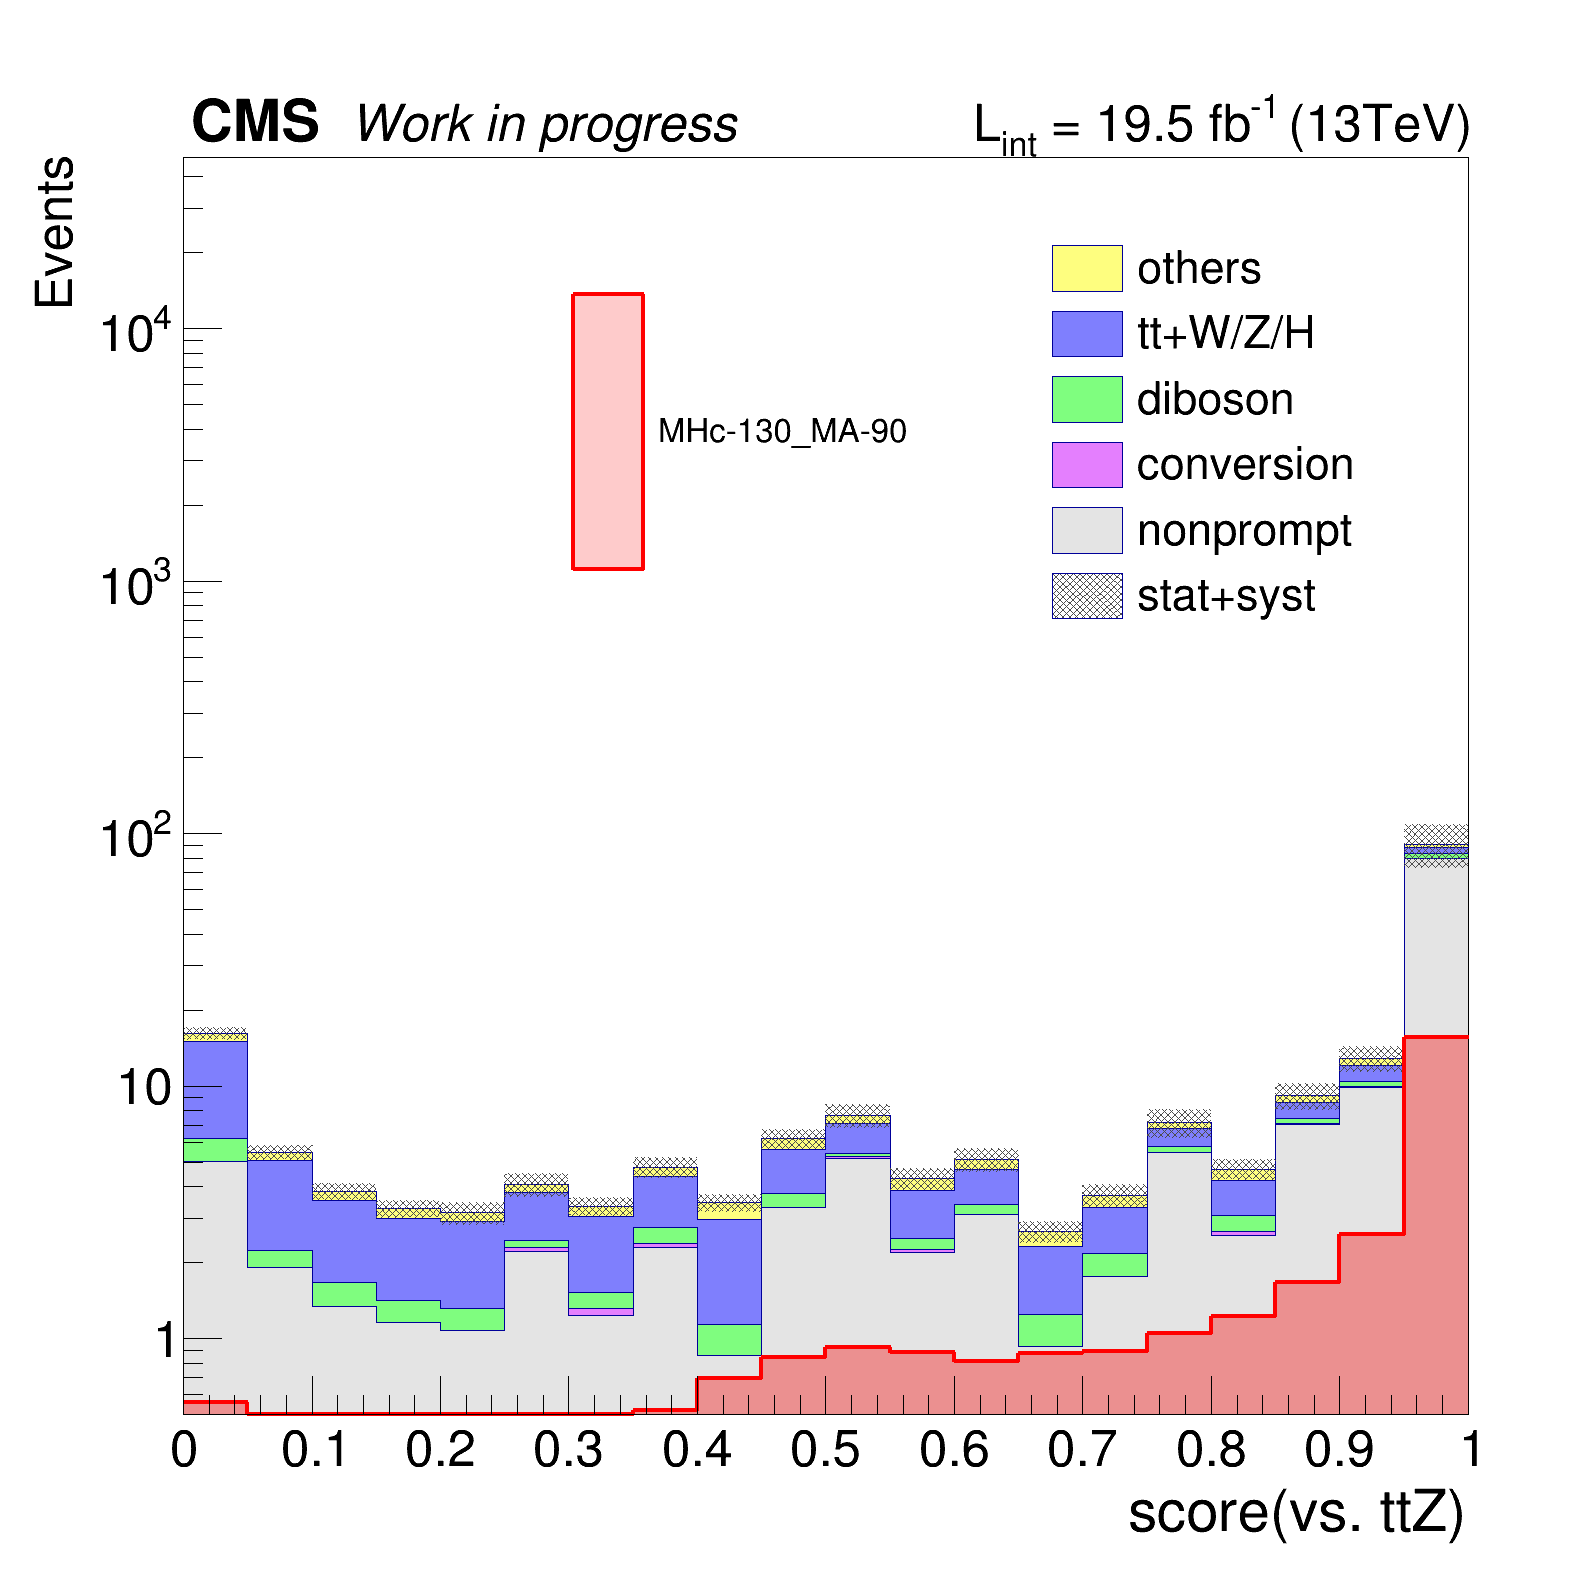 CMS Work in progress
L_int = 19.5 fb^-1 (13TeV)
Events
others
tt+W/Z/H
diboson
conversion
nonprompt
stat+syst
MHc-130_MA-90
10^4
10^3
10^2
10
1
0 0.1 0.2 0.3 0.4 0.5 0.6 0.7 0.8 0.9 1
score(vs. ttZ)